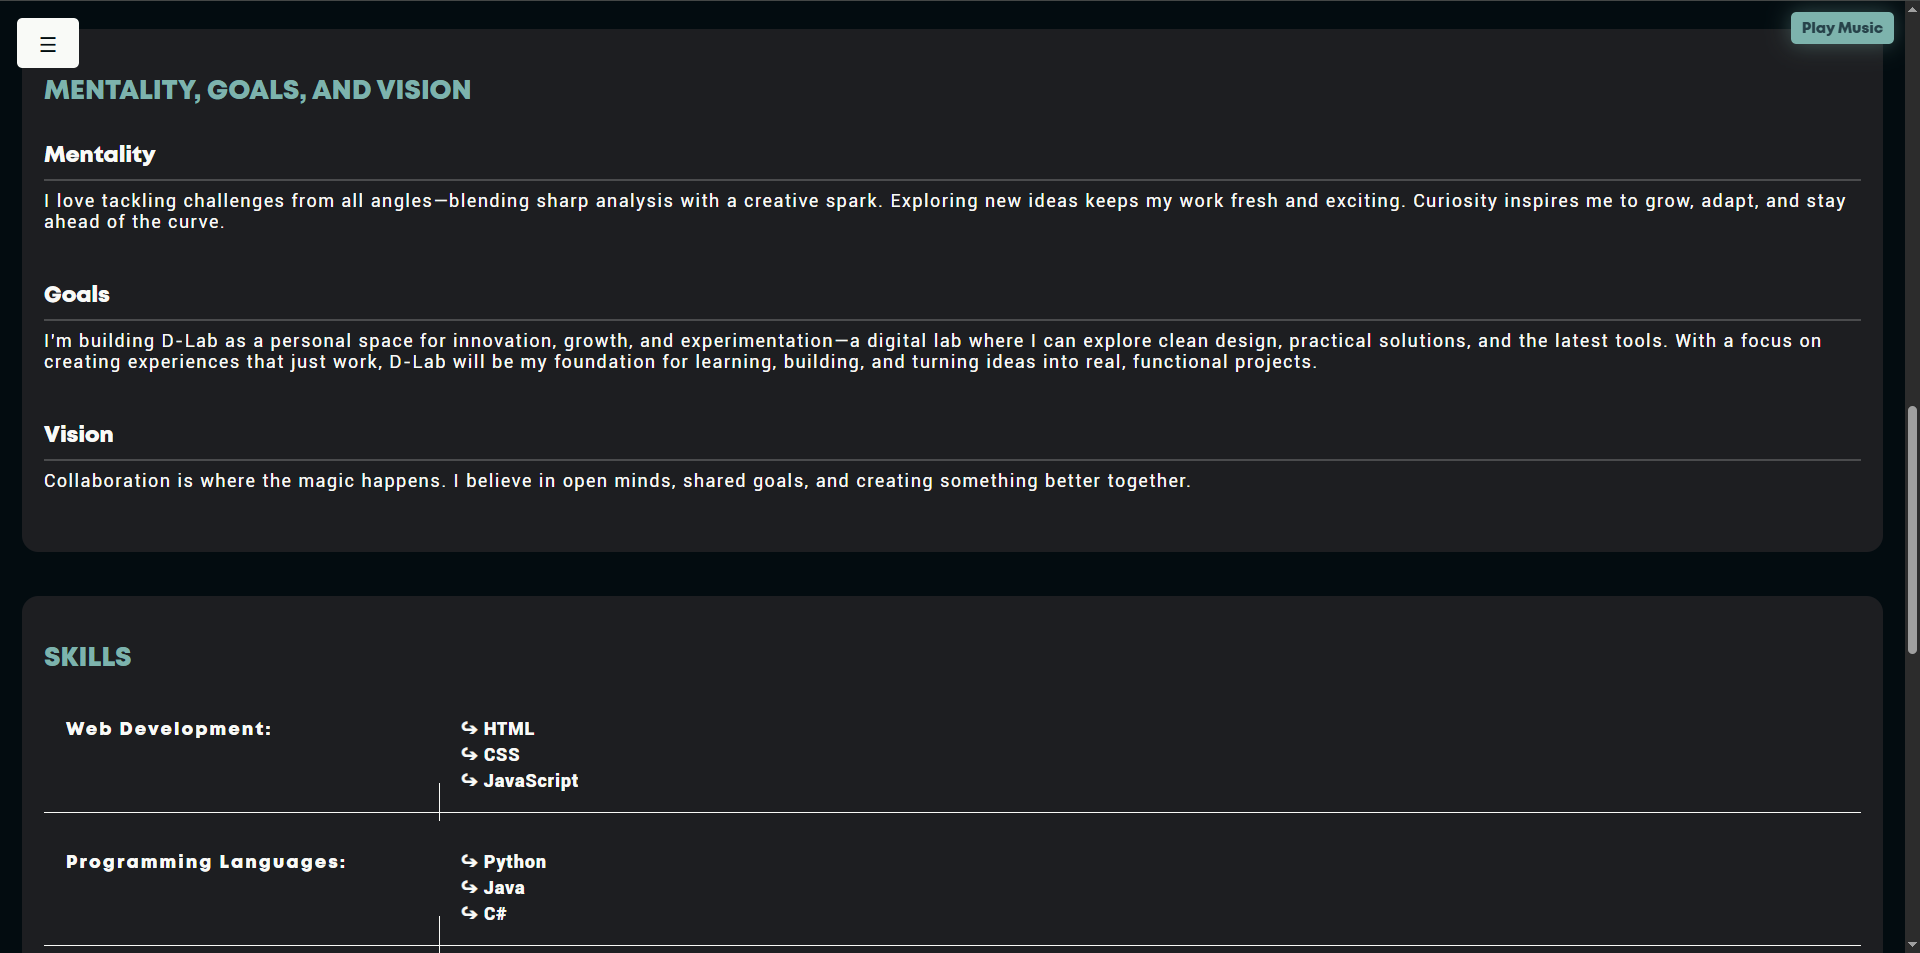 ☰
Play Music
MENTALITY, GOALS, AND VISION
Mentality
I love tackling challenges from all angles—blending sharp analysis with a creative spark. Exploring new ideas keeps my work fresh and exciting. Curiosity inspires me to grow, adapt, and stay
ahead of the curve.
Goals
I'm building D-Lab as a personal space for innovation, growth, and experimentation—a digital lab where I can explore clean design, practical solutions, and the latest tools. With a focus on
creating experiences that just work, D-Lab will be my foundation for learning, building, and turning ideas into real, functional projects.
Vision
Collaboration is where the magic happens. I believe in open minds, shared goals, and creating something better together.
SKILLS
Web Development:
↪ HTML
↪ CSS
↪ JavaScript
Programming Languages:
↪ Python
↪ Java
↪ C#